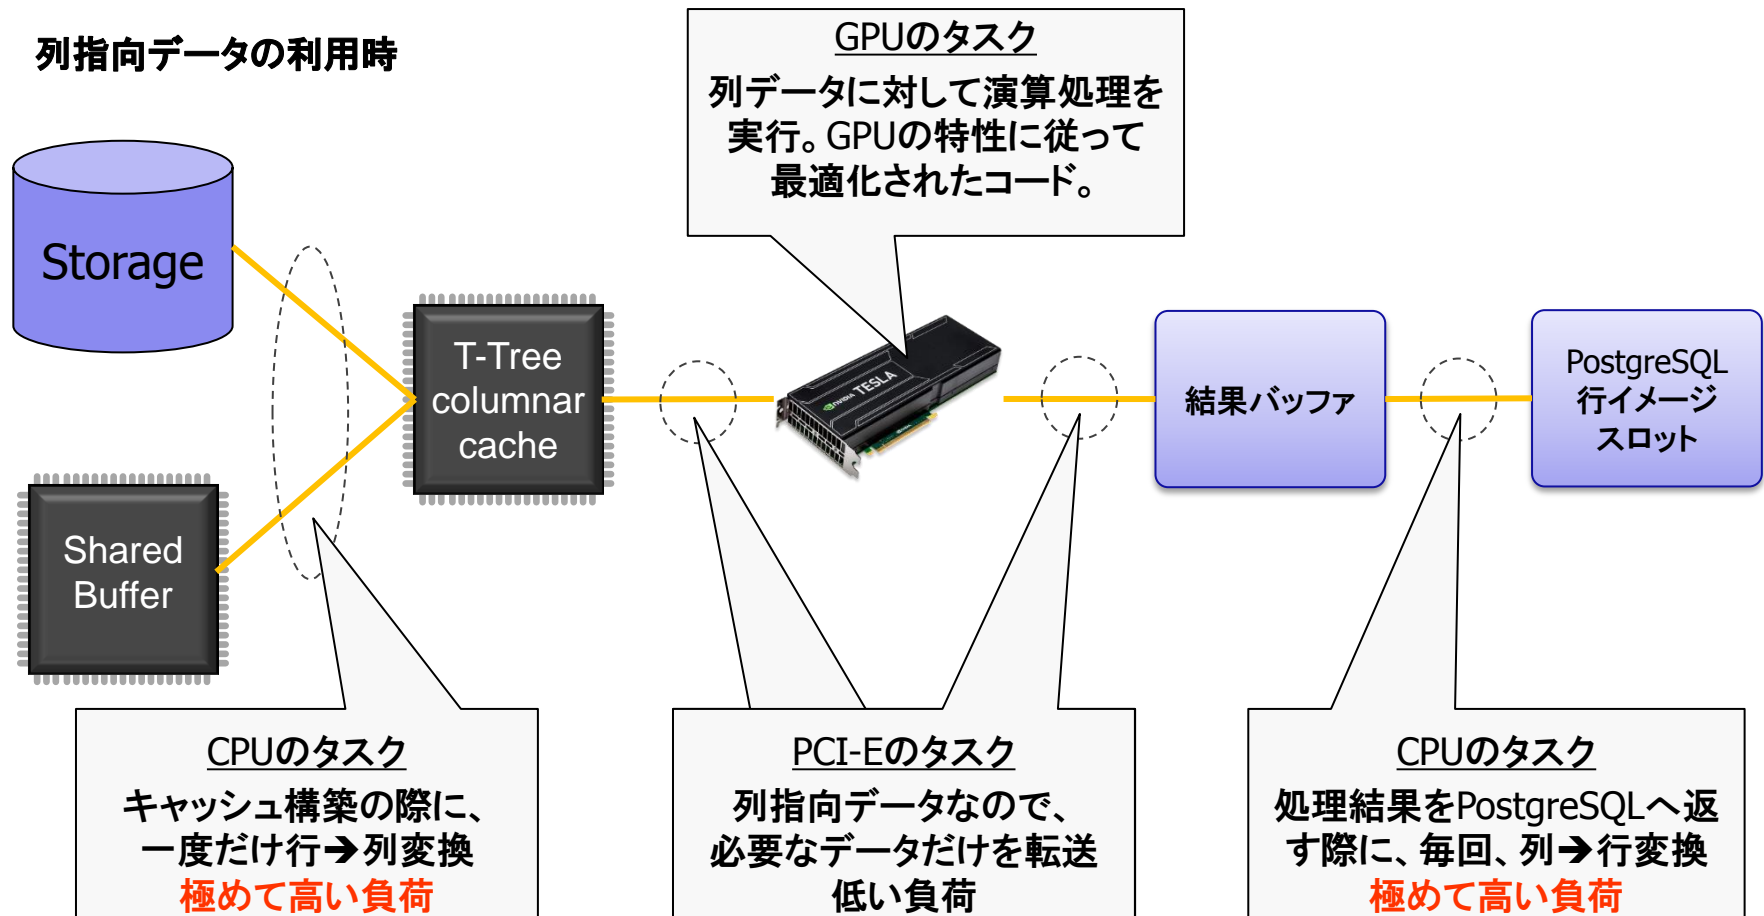 列指向データの利用時
GPUのタスク
列データに対して演算処理を
実行。GPUの特性に従って
最適化されたコード。
Storage
T-Tree
columnar
cache
NVIDIA TESLA
結果バッファ
PostgreSQL
行イメージ
スロット
Shared
Buffer
CPUのタスク
キャッシュ構築の際に、
一度だけ行➔列変換
極めて高い負荷
PCI-Eのタスク
列指向データなので、
必要なデータだけを転送
低い負荷
CPUのタスク
処理結果をPostgreSQLへ返
す際に、毎回、列➔行変換
極めて高い負荷